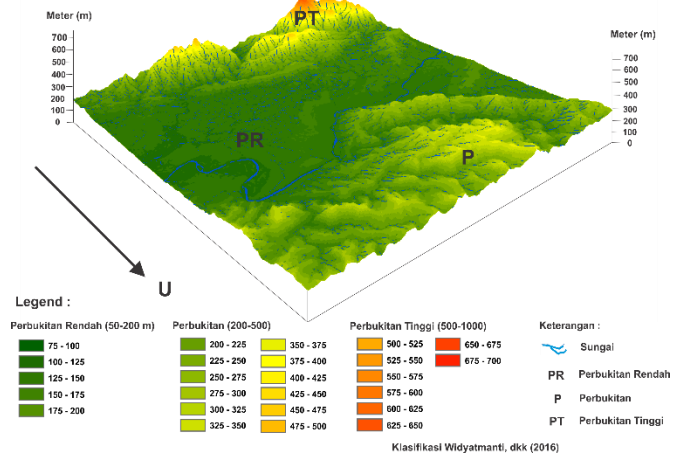 Meter (m)
700
600
500
400
300
200
100
0
PT
Meter (m)
700
600
500
400
300
200
100
0
PR
P
U
Legend :
Perbukitan Rendah (50-200 m)
75 - 100
100 - 125
125 - 150
150 - 175
175 - 200
Perbukitan (200-500)
200 - 225
225 - 250
250 - 275
275 - 300
300 - 325
325 - 350
350 - 375
375 - 400
400 - 425
425 - 450
450 - 475
475 - 500
Perbukitan Tinggi (500-1000)
500 - 525
525 - 550
550 - 575
575 - 600
600 - 625
625 - 650
650 - 675
675 - 700
Keterangan :
Sungai
PR Perbukitan Rendah
P Perbukitan
PT Perbukitan Tinggi
Klasifikasi Widyatmanti, dkk (2016)